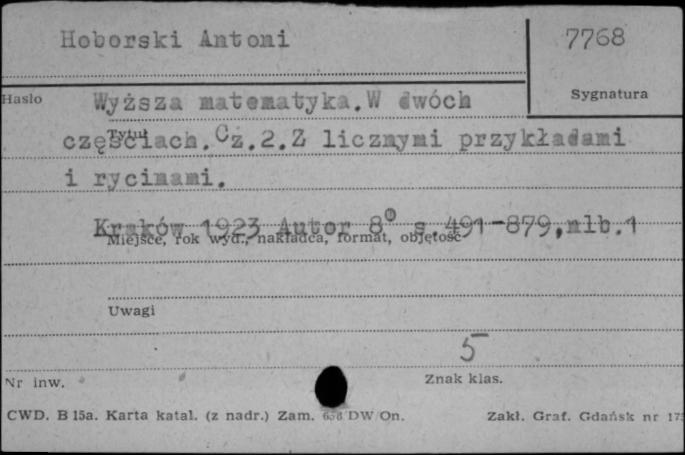 Hoborski Antoni
7768
Hasło
Sygnatura
Wyższa matematyka.W dwóch
Tytuł
częściach.Cz.2.Z licznymi przykładami
i rycinami.
Kraków 1923 Autor 8° s.491-879,nlb.1
Miejsce, rok wyd., nakładca, format, objętość
Uwagi
5
Nr inw.
Znak klas.
CWD. B 15a. Karta katal. (z nadr.) Zam. DW On.
Zakł. Graf. Gdańsk nr